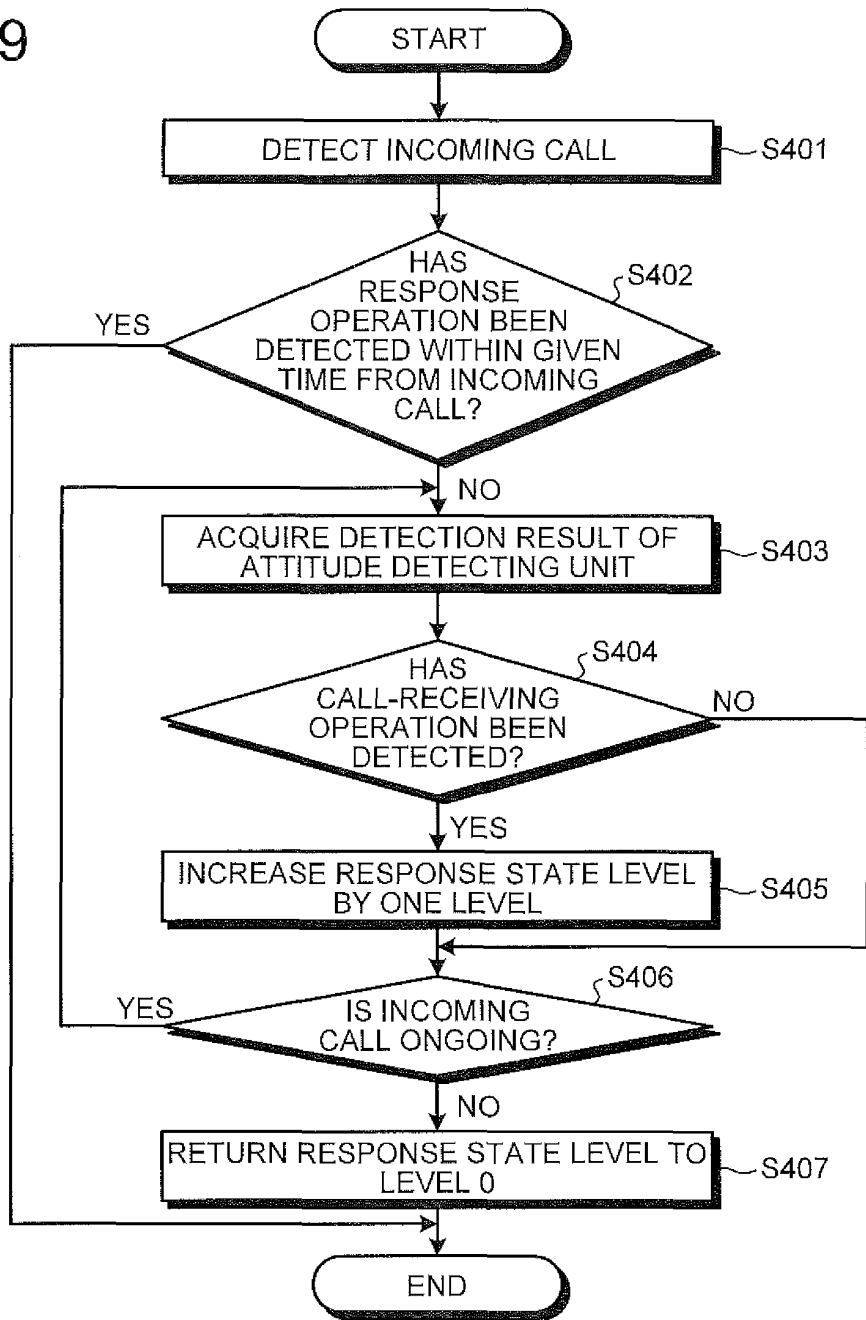 9
START
DETECT INCOMING CALL
S401
HAS
RESPONSE
OPERATION BEEN
DETECTED WITHIN GIVEN
TIME FROM INCOMING
CALL?
S402
YES
NO
ACQUIRE DETECTION RESULT OF
ATTITUDE DETECTING UNIT
S403
HAS
CALL-RECEIVING
OPERATION BEEN
DETECTED?
S404
NO
YES
INCREASE RESPONSE STATE LEVEL
BY ONE LEVEL
S405
IS INCOMING
CALL ONGOING?
S406
YES
NO
RETURN RESPONSE STATE LEVEL TO
LEVEL 0
S407
END